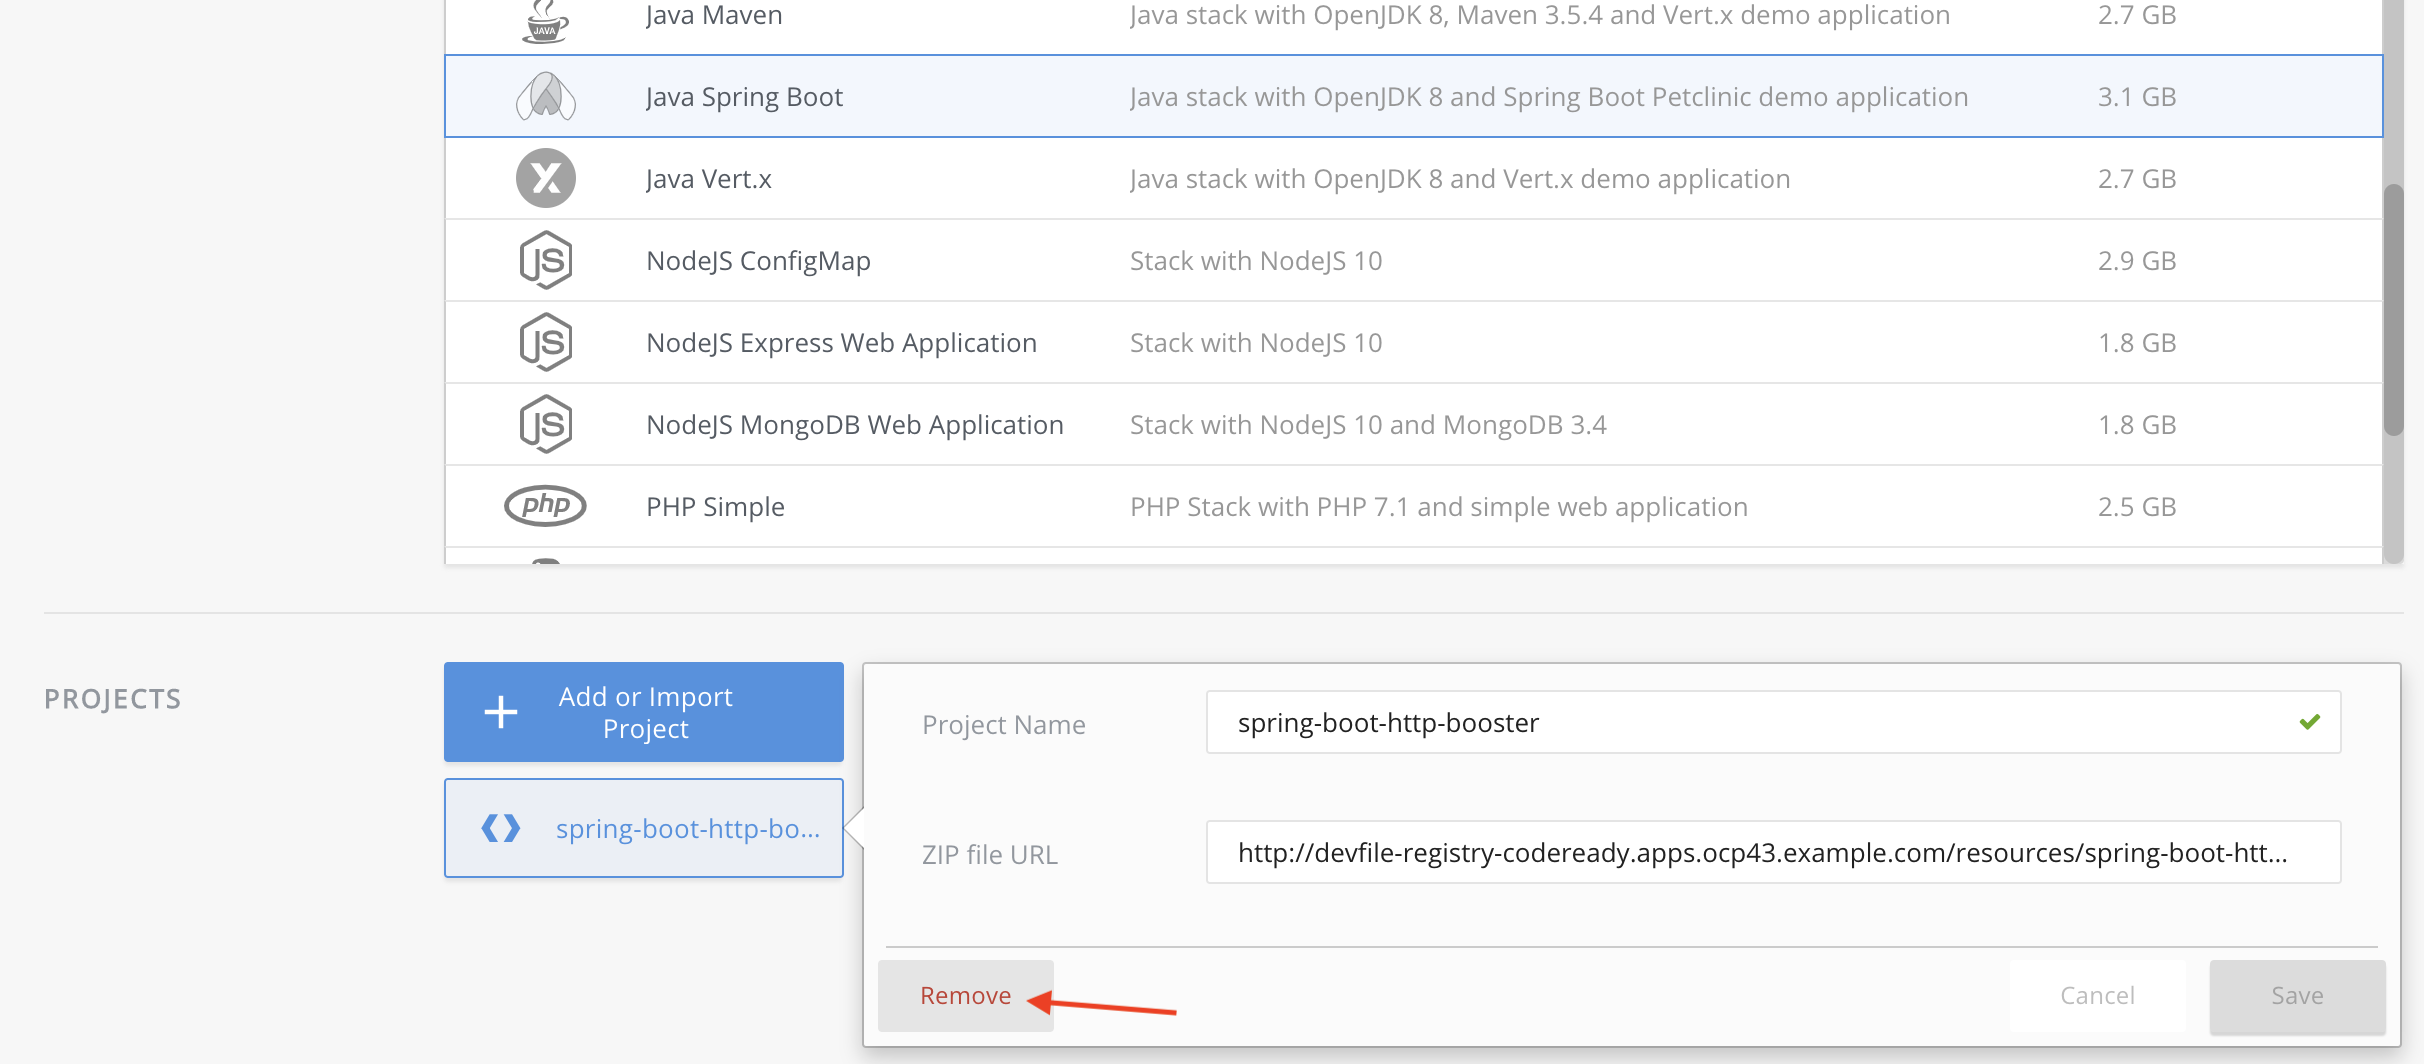 JAVA
Java Maven Java stack with OpenJDK 8, Maven 3.5.4 and Vert.x demo application 2.7 GB
Java Spring Boot Java stack with OpenJDK 8 and Spring Boot Petclinic demo application 3.1 GB
X Java Vert.x Java stack with OpenJDK 8 and Vert.x demo application 2.7 GB
JS NodeJS ConfigMap Stack with NodeJS 10 2.9 GB
JS NodeJS Express Web Application Stack with NodeJS 10 1.8 GB
JS NodeJS MongoDB Web Application Stack with NodeJS 10 and MongoDB 3.4 1.8 GB
php PHP Simple PHP Stack with PHP 7.1 and simple web application 2.5 GB
PROJECTS
Add or Import
Project
spring-boot-http-bo...
Project Name spring-boot-http-booster
ZIP file URL http://devfile-registry-codeready.apps.ocp43.example.com/resources/spring-boot-htt...
Remove Cancel Save